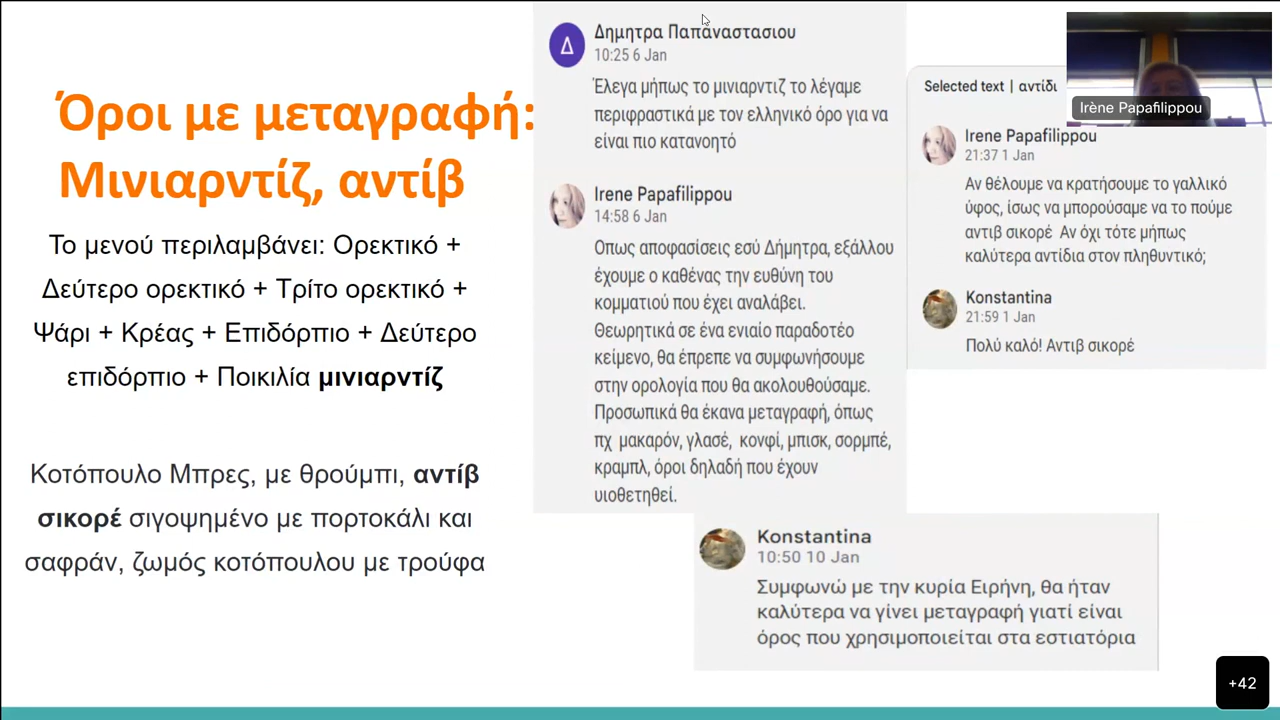 Όροι με μεταγραφή:
Μινιαρντίζ, αντίβ
Το μενού περιλαμβάνει: Ορεκτικό +
Δεύτερο ορεκτικό + Τρίτο ορεκτικό +
Ψάρι + Κρέας + Επιδόρπιο + Δεύτερο
επιδόρπιο + Ποικιλία μινιαρντίζ
Κοτόπουλο Μπρες, με θρούμπι, αντίβ
σικορέ σιγοψημένο με πορτοκάλι και
σαφράν, ζωμός κοτόπουλου με τρούφα
Δ
Δημητρα Παπαναστασιου
10:25 6 Jan
Έλεγα μήπως το μινιαρντιζ το λέγαμε
περιφραστικά με τον ελληνικό όρο για να
είναι πιο κατανοητό
Irene Papafilippou
14:58 6 Jan
Οπως αποφασίσεις εσύ Δήμητρα, εξάλλου
έχουμε ο καθένας την ευθύνη του
κομματιού που έχει αναλάβει.
Θεωρητικά σε ένα ενιαίο παραδοτέο
κείμενο, θα έπρεπε να συμφωνήσουμε
στην ορολογία που θα ακολουθούσαμε.
Προσωπικά θα έκανα μεταγραφή, όπως
πχ μακαρόν, γλασέ, κονφί, μπισκ, σορμπέ,
κραμπλ, όροι δηλαδή που έχουν
υιοθετηθεί.
Selected text | αντίδι
Irene Papafilippou
21:37 1 Jan
Αν θέλουμε να κρατήσουμε το γαλλικό
ύφος, ίσως να μπορούσαμε να το πούμε
αντιβ σικορέ Αν όχι τότε μήπως
καλύτερα αντίδια στον πληθυντικό;
Konstantina
21:59 1 Jan
Πολύ καλό! Αντιβ σικορέ
Konstantina
10:50 10 Jan
Συμφωνώ με την κυρία Ειρήνη, θα ήταν
καλύτερα να γίνει μεταγραφή γιατί είναι
όρος που χρησιμοποιείται στα εστιατόρια
Irène Papafilippou
+42